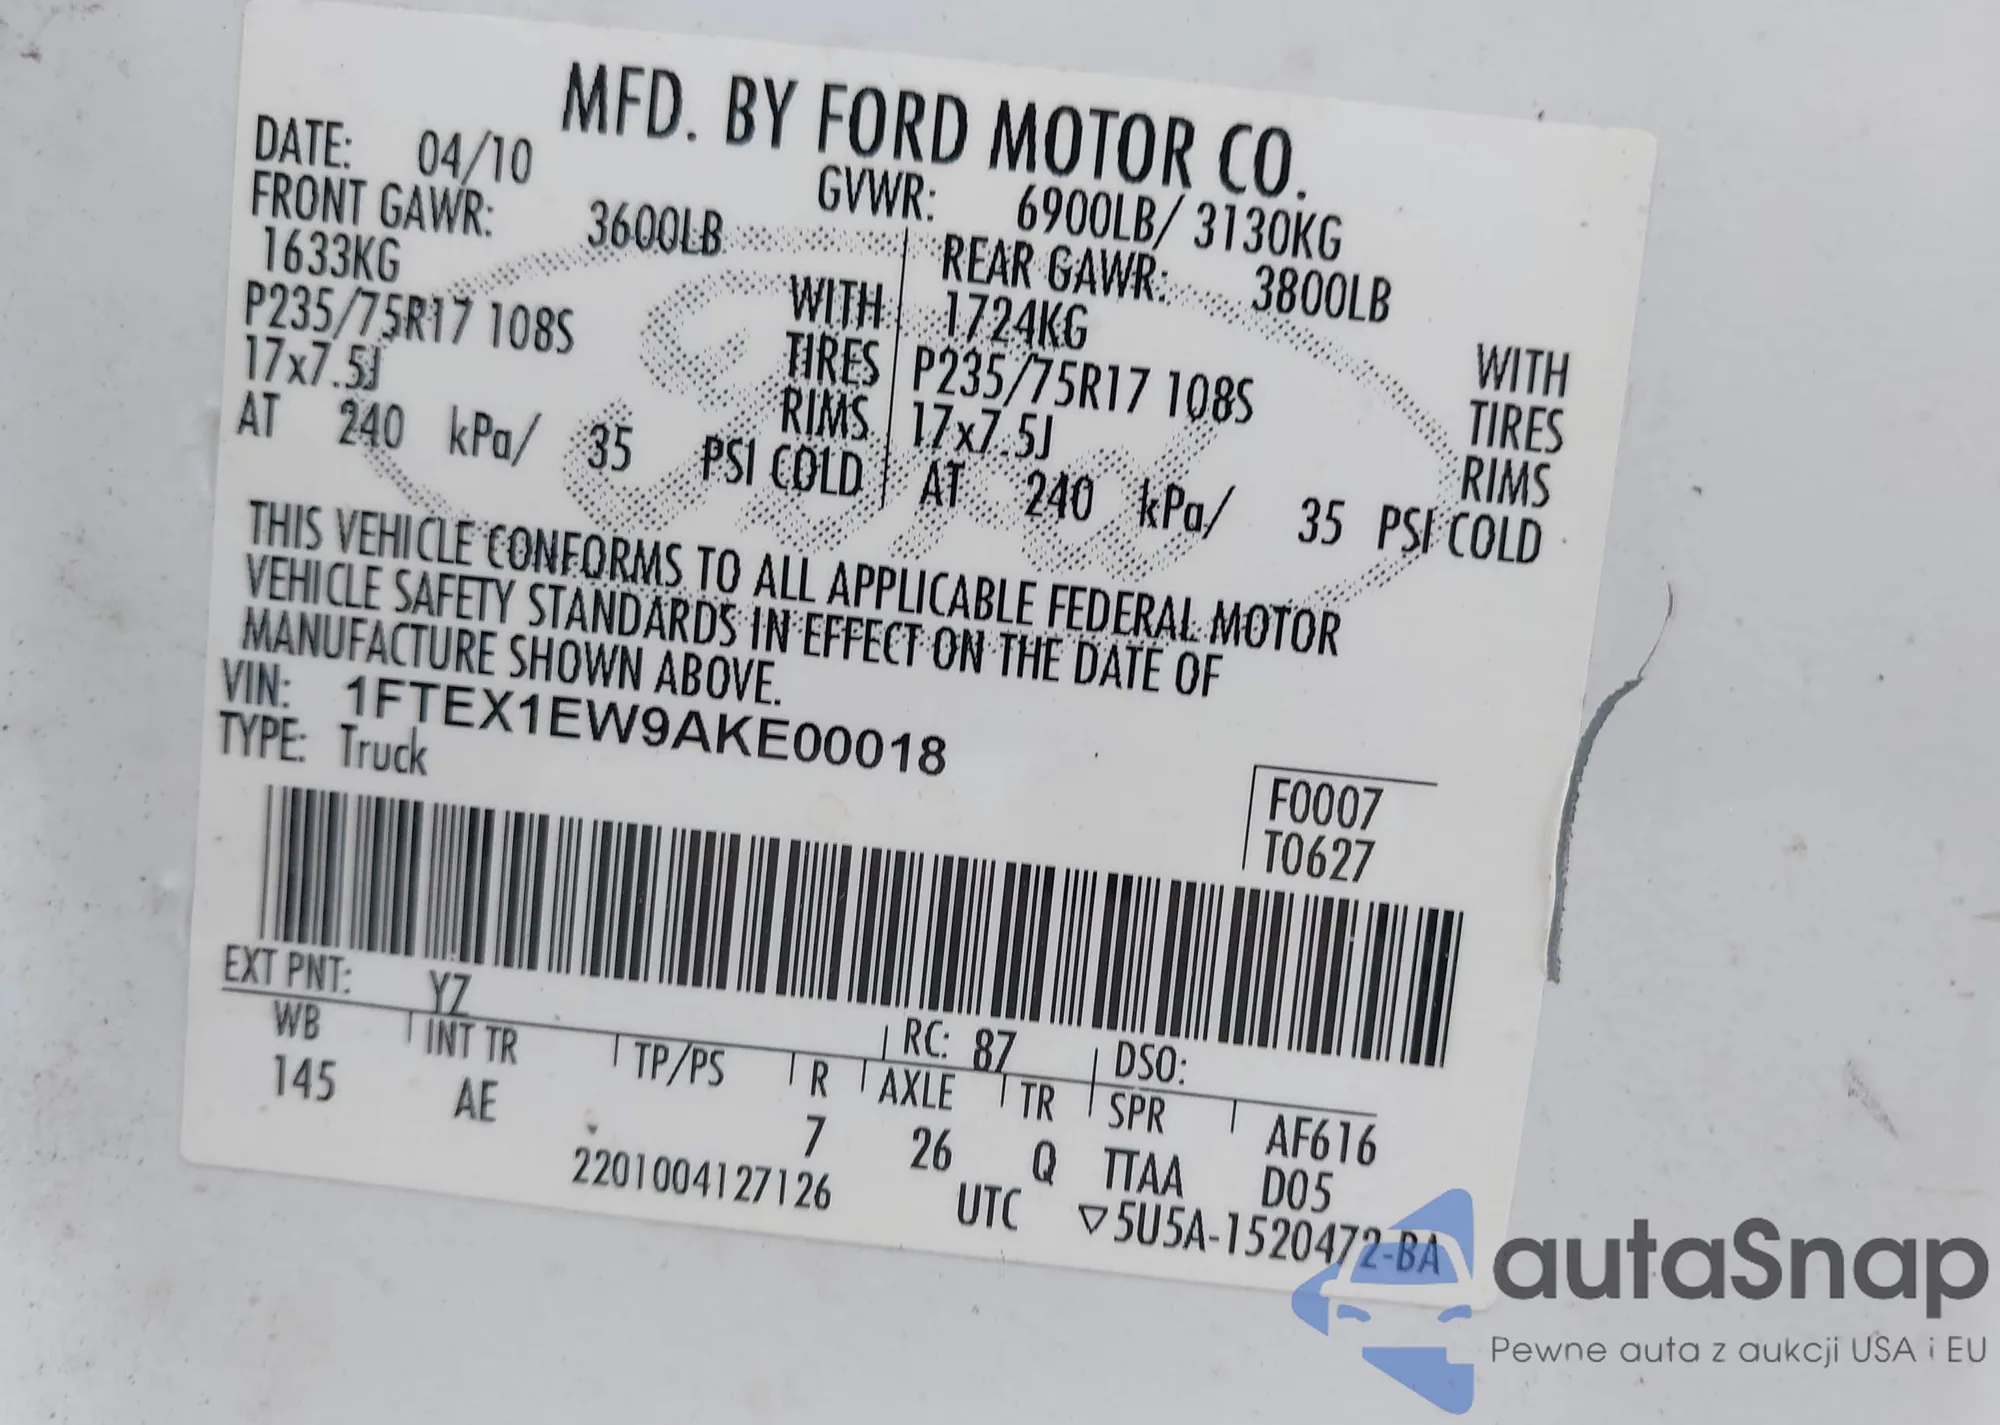 MFD. BY FORD MOTOR CO.
DATE: 04/10 GVWR: 6900LB/ 3130KG
FRONT GAWR: 3600LB REAR GAWR: 3800LB
1633KG WITH 1724KG WITH
P235/75R17 108S TIRES P235/75R17 108S TIRES
17x7.5J RIMS 17x7.5J RIMS
AT 240 kPa/ 35 PSI COLD AT 240 kPa/ 35 PSI COLD
THIS VEHICLE CONFORMS TO ALL APPLICABLE FEDERAL MOTOR
VEHICLE SAFETY STANDARDS IN EFFECT ON THE DATE OF
MANUFACTURE SHOWN ABOVE.
VIN: 1FTEX1EW9AKE00018
TYPE: Truck
F0007
T0627
EXT PNT: YZ RC: 87 DSO:
WB INT TR TP/PS R AXLE TR SPR AF616
145 AE 7 26 Q TTAA D05
2201004127126 UTC ▽5U5A-1520472-BA
Ford
autaSnap
Pewne auta z aukcji USA i EU